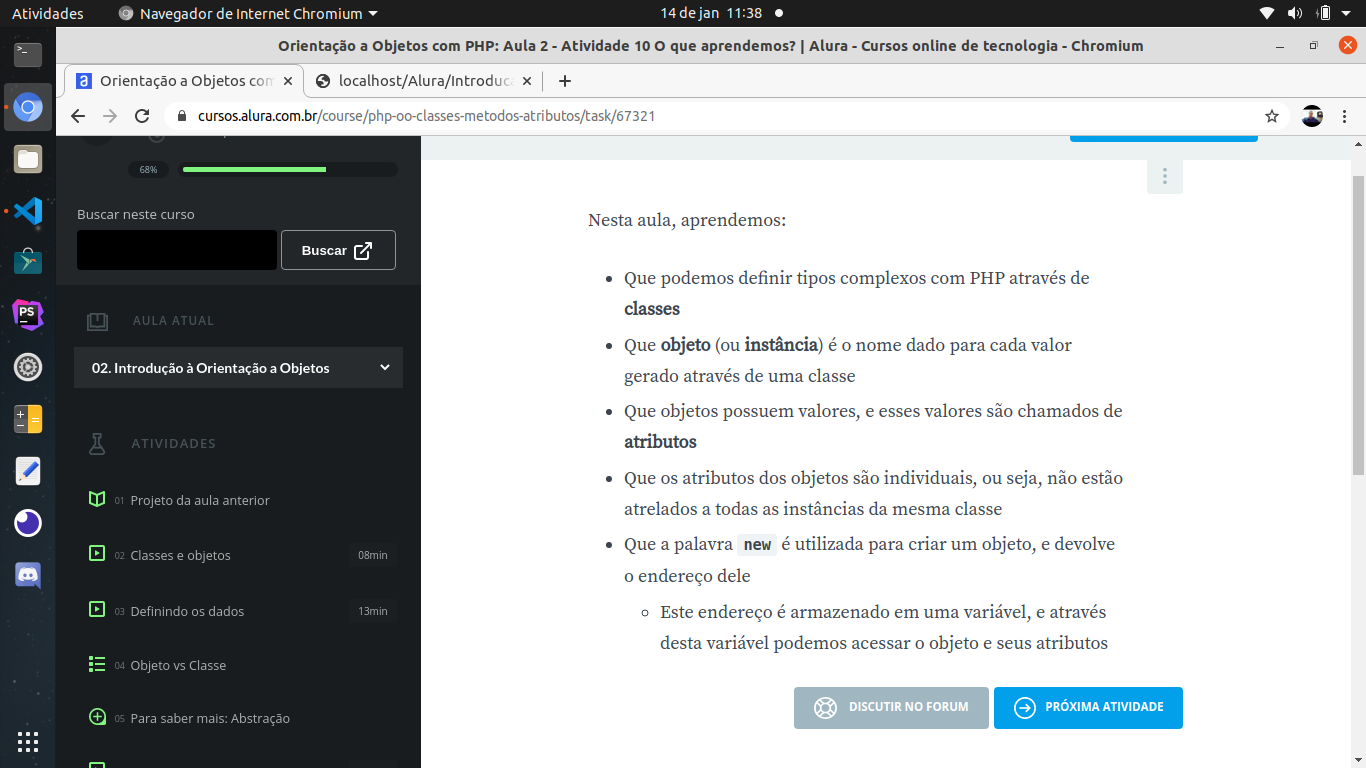 Atividades
Navegador de Internet Chromium
14 de jan 11:38
Orientação a Objetos com PHP: Aula 2 - Atividade 10 O que aprendemos? | Alura - Cursos online de tecnologia - Chromium
Orientação a Objetos com
localhost/Alura/Introduca
cursos.alura.com.br/course/php-oo-classes-metodos-atributos/task/67321
68%
Buscar neste curso
Buscar
AULA ATUAL
02. Introdução à Orientação a Objetos
ATIVIDADES
01 Projeto da aula anterior
02 Classes e objetos 08min
03 Definindo os dados 13min
04 Objeto vs Classe
05 Para saber mais: Abstração
Nesta aula, aprendemos:
Que podemos definir tipos complexos com PHP através de
classes
Que objeto (ou instância) é o nome dado para cada valor
gerado através de uma classe
Que objetos possuem valores, e esses valores são chamados de
atributos
Que os atributos dos objetos são individuais, ou seja, não estão
atrelados a todas as instâncias da mesma classe
Que a palavra new é utilizada para criar um objeto, e devolve
o endereço dele
Este endereço é armazenado em uma variável, e através
desta variável podemos acessar o objeto e seus atributos
DISCUTIR NO FORUM
PRÓXIMA ATIVIDADE
PS